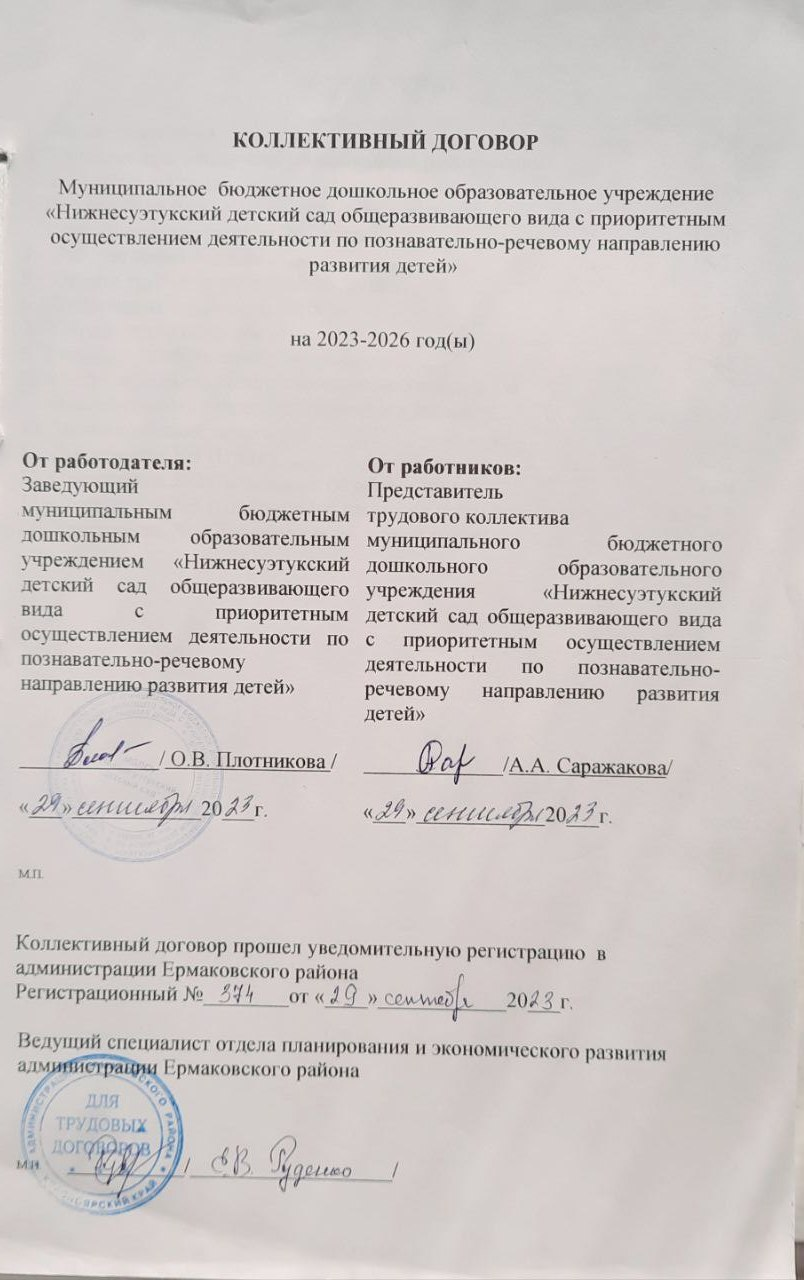 КОЛЛЕКТИВНЫЙ ДОГОВОР
Муниципальное бюджетное дошкольное образовательное учреждение
«Нижнесуэтукский детский сад общеразвивающего вида с приоритетным
осуществлением деятельности по познавательно-речевому направлению
развития детей»
на 2023-2026 год(ы)
От работодателя:
Заведующий
муниципальным бюджетным
дошкольным образовательным
учреждением «Нижнесуэтукский
детский сад общеразвивающего
вида с приоритетным
осуществлением деятельности по
познавательно-речевому
направлению развития детей»
/ О.В. Плотникова /
«29» сентября 2023 г.
м.п.
От работников:
Представитель
трудового коллектива
муниципального бюджетного
дошкольного образовательного
учреждения «Нижнесуэтукский
детский сад общеразвивающего вида
с приоритетным осуществлением
деятельности по познавательно-
речевому направлению развития
детей»
/А.А. Саражакова/
«29» сентября 2023 г.
Коллективный договор прошел уведомительную регистрацию в
администрации Ермаковского района
Регистрационный № 374 от «29» сентября 2023 г.
Ведущий специалист отдела планирования и экономического развития
администрации Ермаковского района
ДЛЯ
ТРУДОВЫХ
ДОГОВОРОВ
М.П. / Е.В. Руденко /